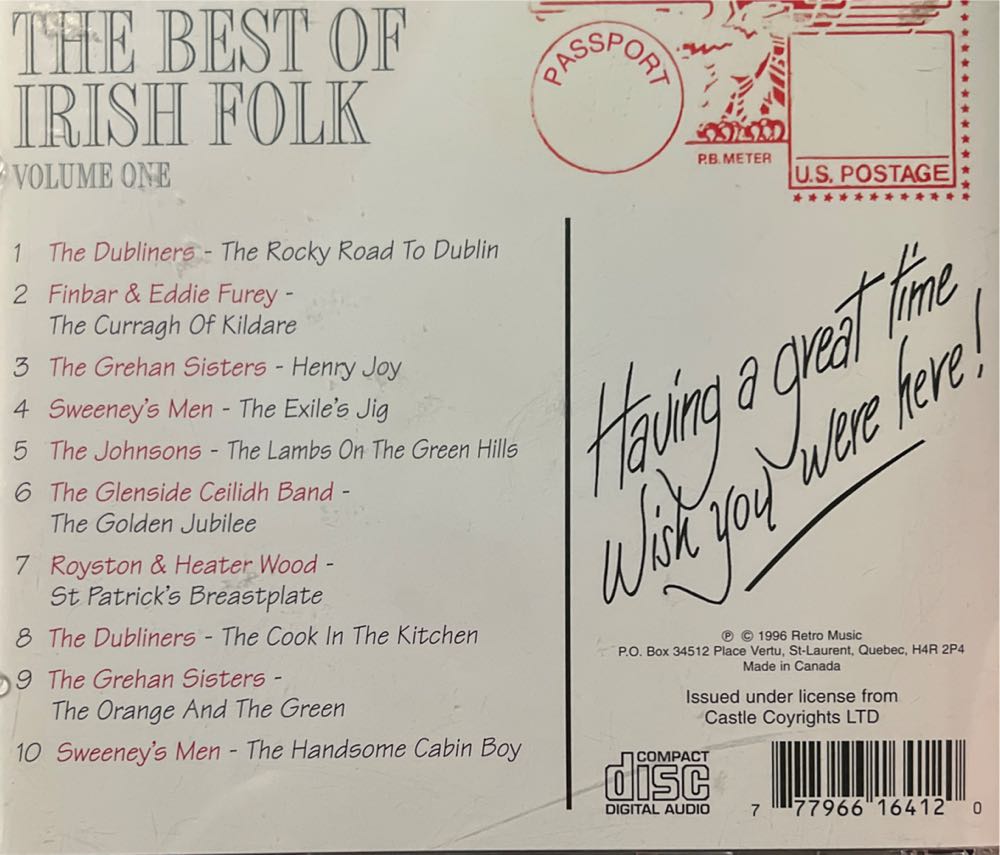 THE BEST OF
IRISH FOLK
VOLUME ONE
PASSPORT
P.B. METER
U.S. POSTAGE
1 The Dubliners - The Rocky Road To Dublin
2 Finbar & Eddie Furey -
The Curragh Of Kildare
3 The Grehan Sisters - Henry Joy
4 Sweeney's Men - The Exile's Jig
5 The Johnsons - The Lambs On The Green Hills
6 The Glenside Ceilidh Band -
The Golden Jubilee
7 Royston & Heater Wood -
St Patrick's Breastplate
8 The Dubliners - The Cook In The Kitchen
9 The Grehan Sisters -
The Orange And The Green
10 Sweeney's Men - The Handsome Cabin Boy
Having a great time
Wish you were here!
℗ © 1996 Retro Music
P.O. Box 34512 Place Vertu, St-Laurent, Quebec, H4R 2P4
Made in Canada
Issued under license from
Castle Coyrights LTD
COMPACT
disc
DIGITAL AUDIO
7 77966 16412 0